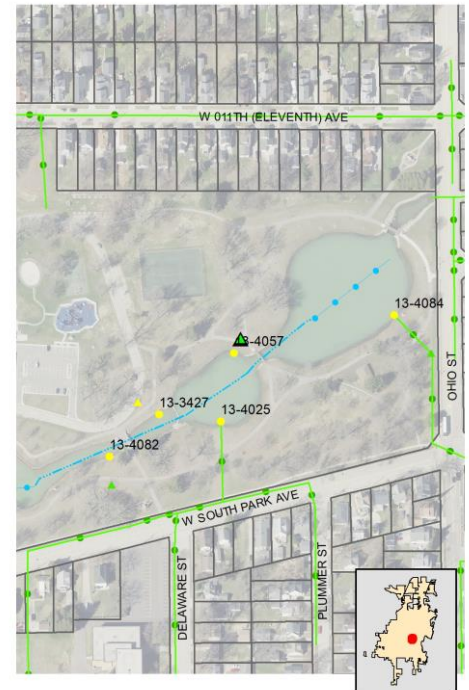 W 011TH (ELEVENTH) AVE
13-4084
13-4057
OHIO ST
13-3427
13-4025
13-4082
W SOUTH PARK AVE
DELAWARE ST
PLUMMER ST